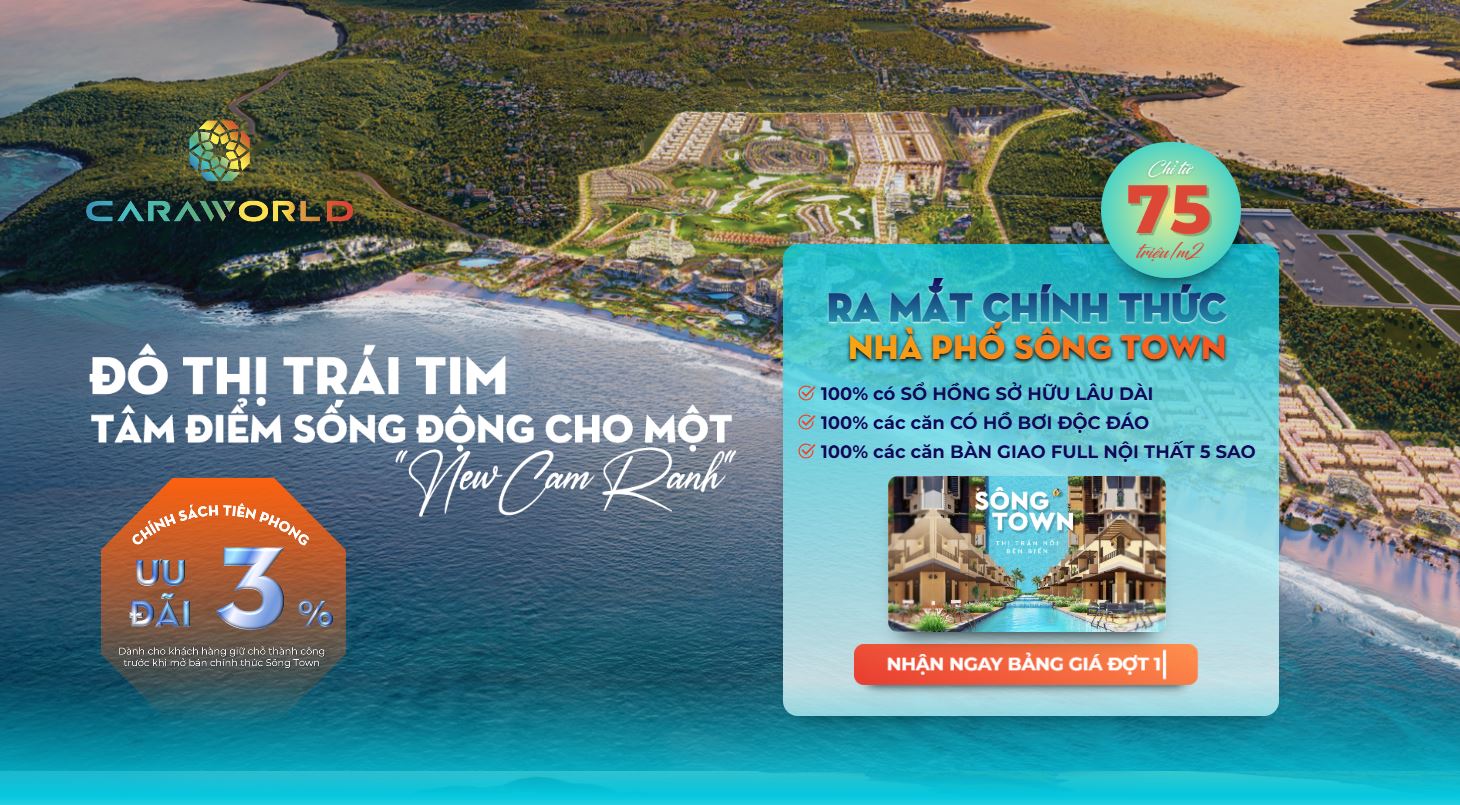 CARAWORLD
ĐÔ THỊ TRÁI TIM
TÂM ĐIỂM SỐNG ĐỘNG CHO MỘT
"New Cam Ranh"
CHÍNH SÁCH TIÊN PHONG
ƯU ĐÃI 3%
Dành cho khách hàng giữ chỗ thành công
trước khi mở bán chính thức Sông Town
Chỉ từ
75
triệu/m2
RA MẮT CHÍNH THỨC
NHÀ PHỐ SÔNG TOWN
100% có SỔ HỒNG SỞ HỮU LÂU DÀI
100% các căn CÓ HỒ BƠI ĐỘC ĐÁO
100% các căn BÀN GIAO FULL NỘI THẤT 5 SAO
SÔNG
TOWN
THỊ TRẤN NỔI
BÊN BIỂN
NHẬN NGAY BẢNG GIÁ ĐỢT 1